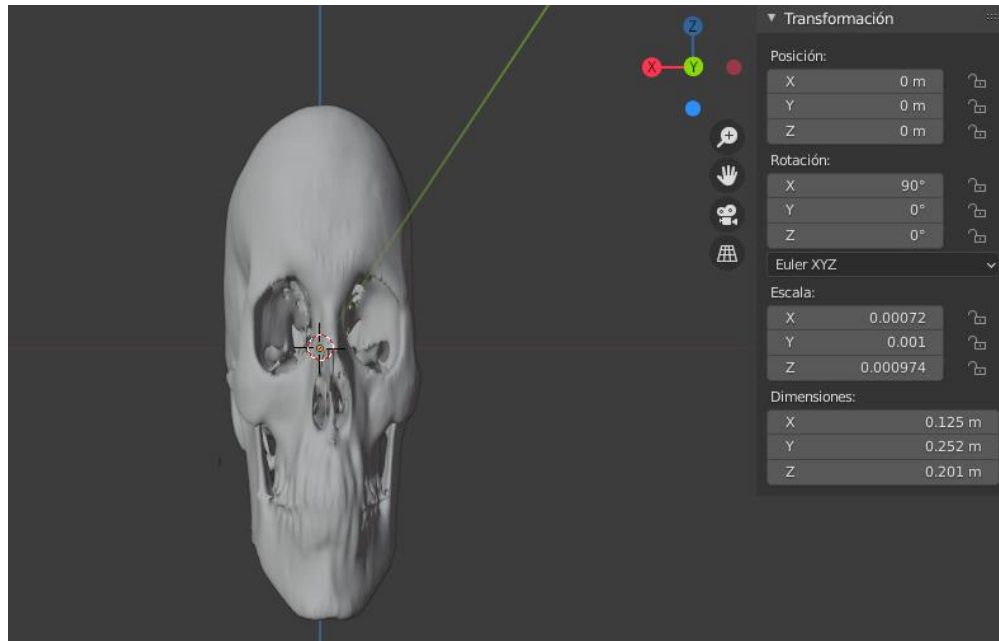 Z
X
Y
Transformación
Posición:
X 0 m
Y 0 m
Z 0 m
Rotación:
X 90°
Y 0°
Z 0°
Euler XYZ
Escala:
X 0.00072
Y 0.001
Z 0.000974
Dimensiones:
X 0.125 m
Y 0.252 m
Z 0.201 m